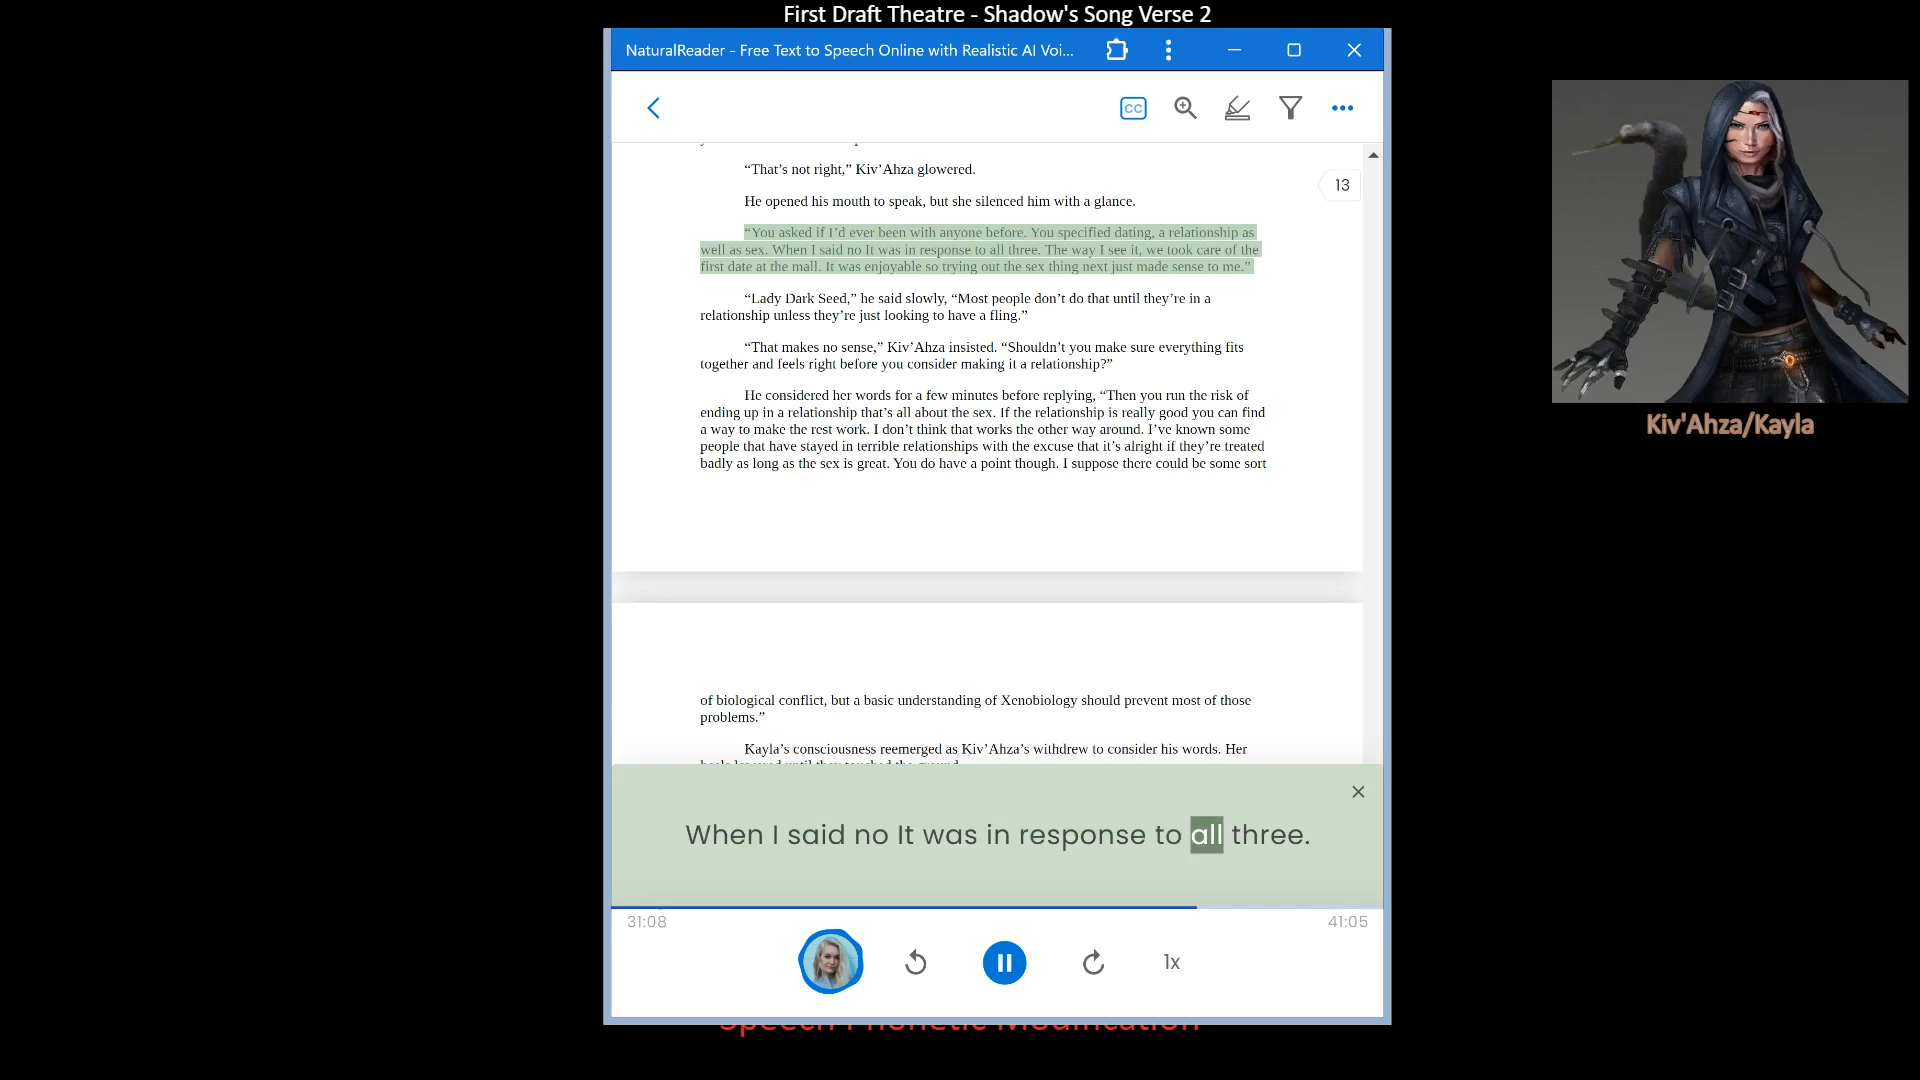 First Draft Theatre - Shadow's Song Verse 2
NaturalReader - Free Text to Speech Online with Realistic AI Voi...
CC
13
“That’s not right,” Kiv’Ahza glowered.
He opened his mouth to speak, but she silenced him with a glance.
“You asked if I’d ever been with anyone before. You specified dating, a relationship as
well as sex. When I said no It was in response to all three. The way I see it, we took care of the
first date at the mall. It was enjoyable so trying out the sex thing next just made sense to me.”
“Lady Dark Seed,” he said slowly, “Most people don’t do that until they’re in a
relationship unless they’re just looking to have a fling.”
“That makes no sense,” Kiv’Ahza insisted. “Shouldn’t you make sure everything fits
together and feels right before you consider making it a relationship?”
He considered her words for a few minutes before replying, “Then you run the risk of
ending up in a relationship that’s all about the sex. If the relationship is really good you can find
a way to make the rest work. I don’t think that works the other way around. I’ve known some
people that have stayed in terrible relationships with the excuse that it’s alright if they’re treated
badly as long as the sex is great. You do have a point though. I suppose there could be some sort
of biological conflict, but a basic understanding of Xenobiology should prevent most of those
problems.”
Kayla’s consciousness reemerged as Kiv’Ahza’s withdrew to consider his words. Her
When I said no It was in response to all three.
31:08
41:05
1x
Speech Phonetic Modification
Kiv'Ahza/Kayla